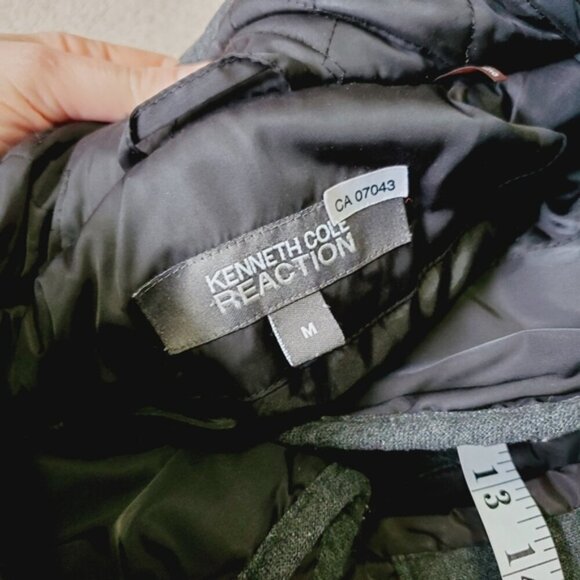 CA 07043
KENNETH COLE
REACTION
M
13
14